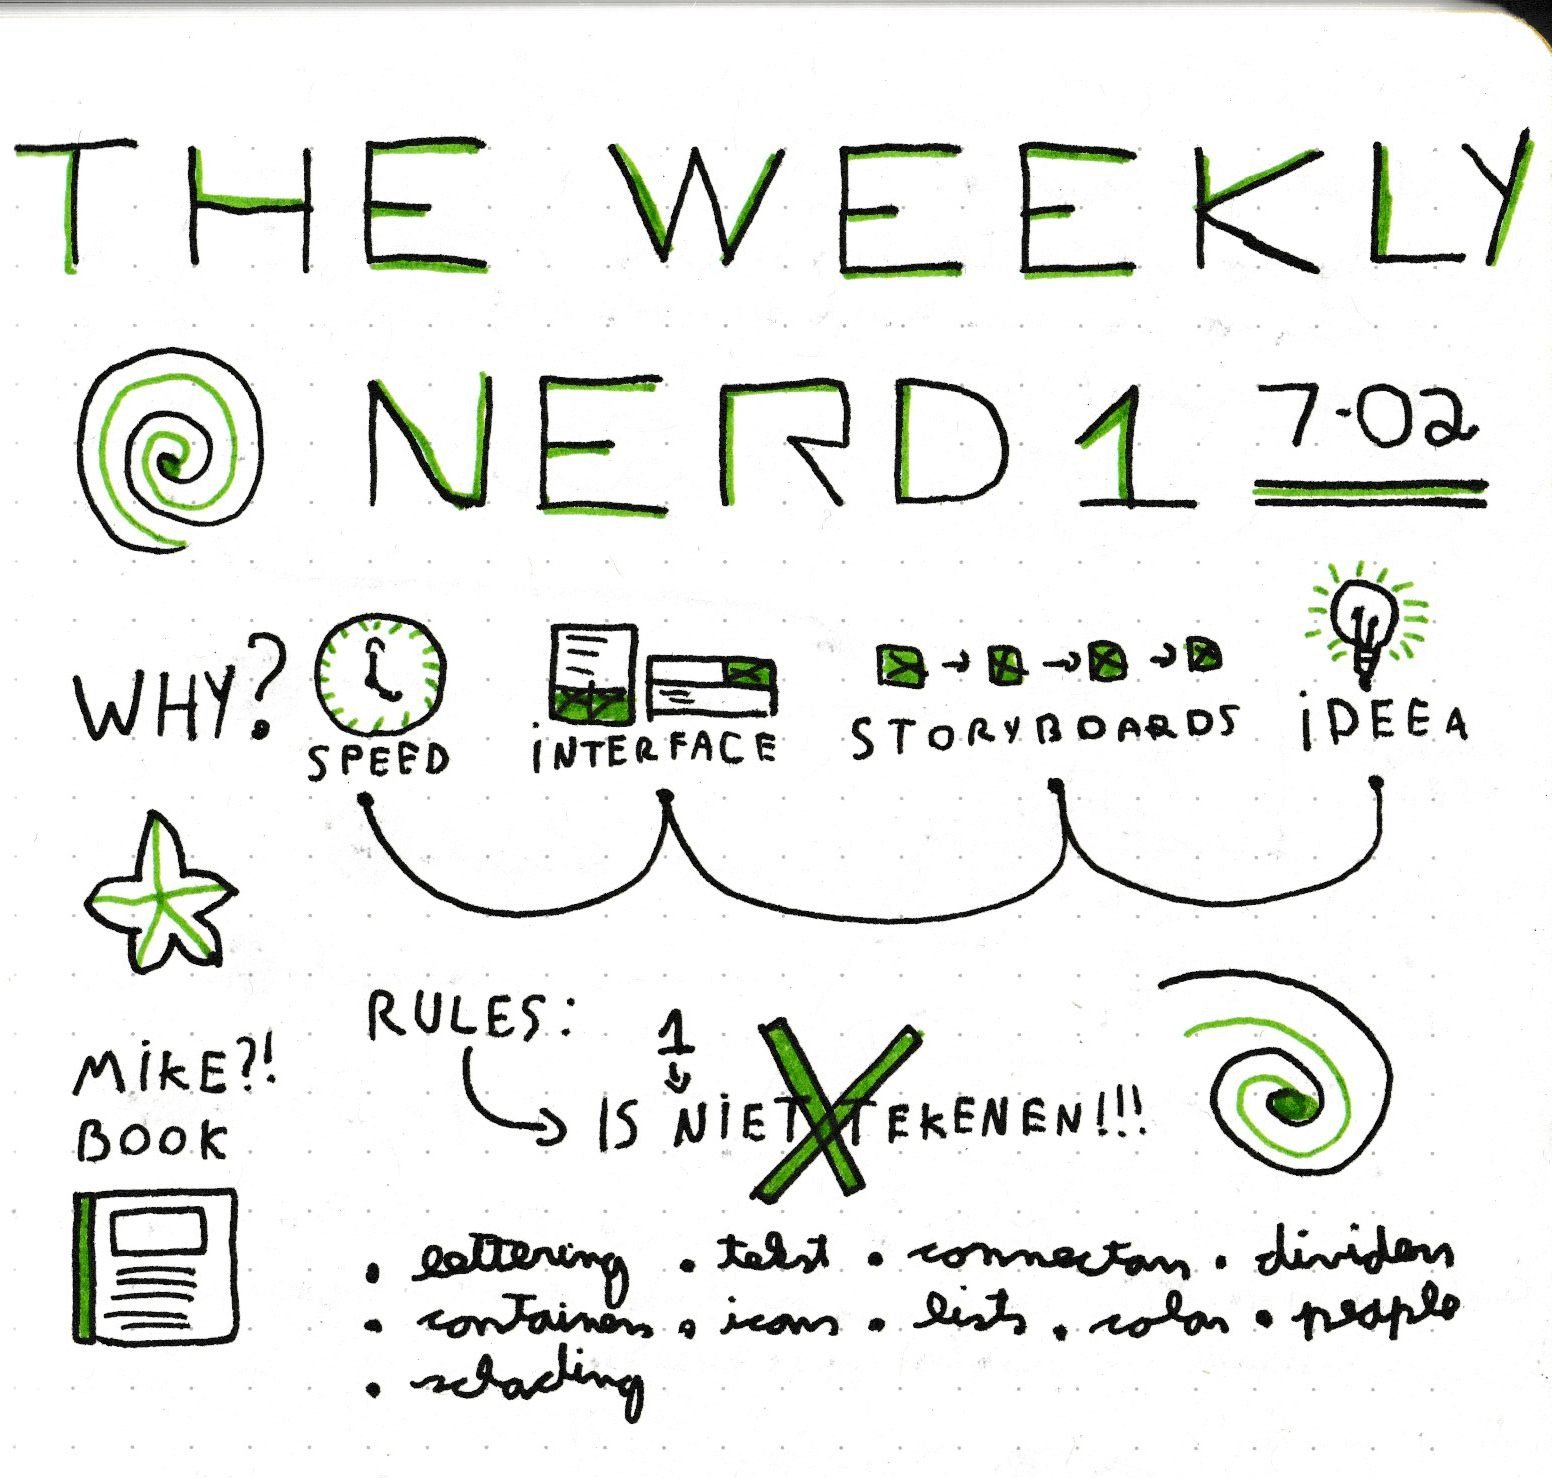 THE WEEKLY
NERD 1 7-02
WHY?
SPEED
iNTERFACE
STORYBOARDS
iDEEA
RULES:
1
IS NiET TEKENEN!!!
MiKE?!
BOOK
• lettering • tekst • connectors • dividers
• containers • icons • lists • color • people
• schading